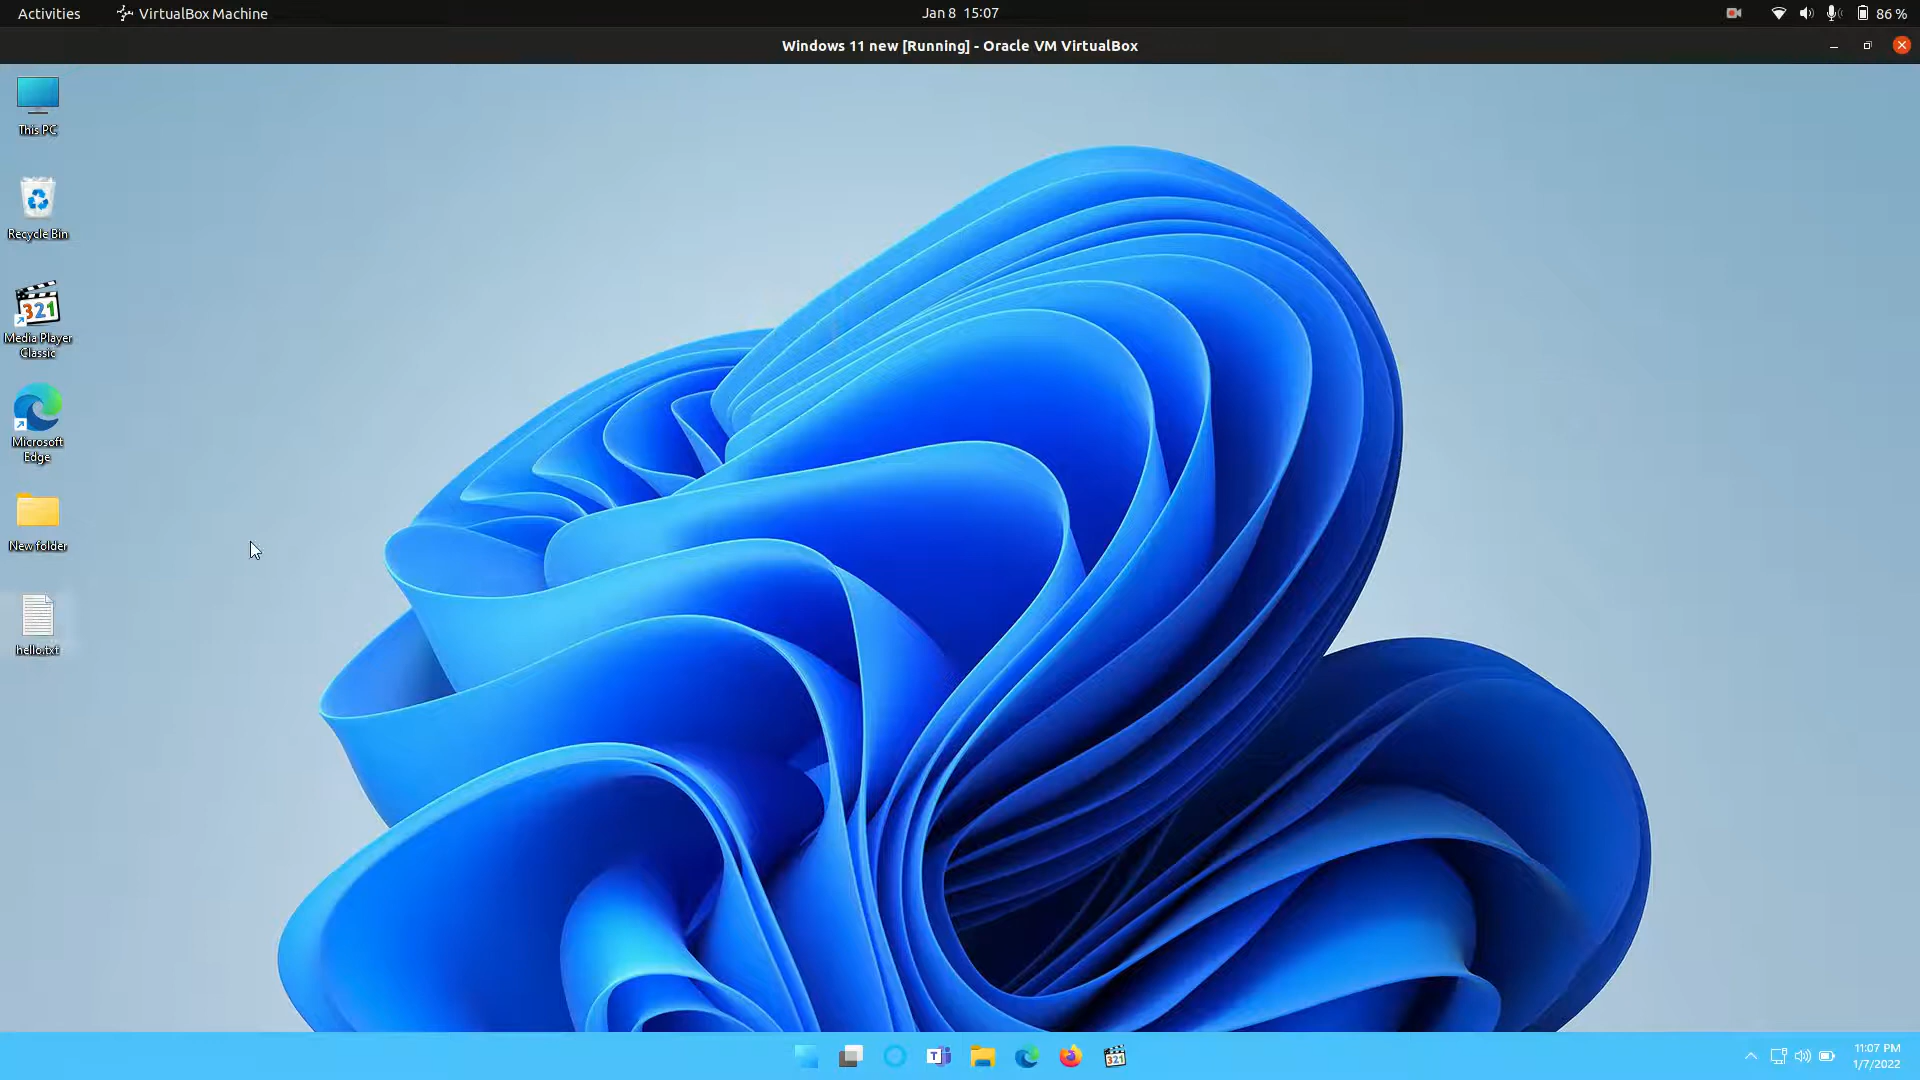 Activities
VirtualBox Machine
Jan 8 15:07
86 %
Windows 11 new [Running] - Oracle VM VirtualBox
This PC
Recycle Bin
321
Media Player
Classic
Microsoft
Edge
New folder
hello.txt
T
321
11:07 PM
1/7/2022